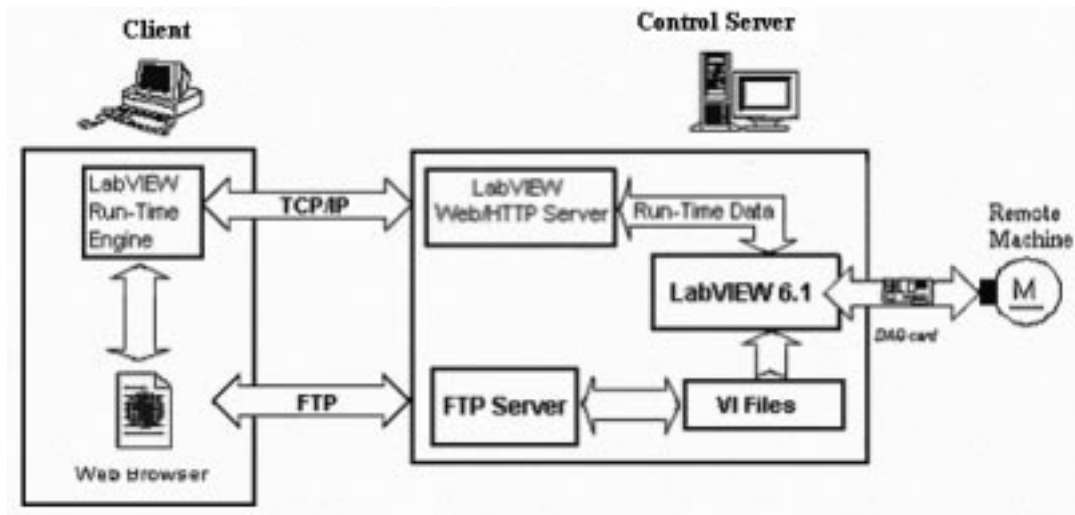 Client
Control Server
LabVIEW
Run-Time
Engine
TCP/IP
LabVIEW
Web/HTTP Server
Run-Time Data
Remote
Machine
LabVIEW 6.1
M
DAQ card
FTP
FTP Server
VI Files
Web Browser